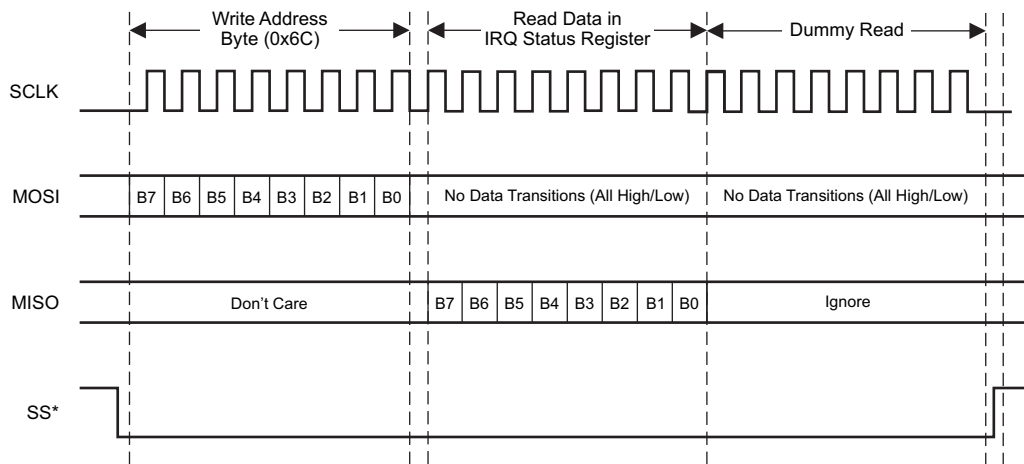 Write Address
Byte (0x6C)
Read Data in
IRQ Status Register
Dummy Read
SCLK
MOSI
B7 B6 B5 B4 B3 B2 B1 B0
No Data Transitions (All High/Low)
No Data Transitions (All High/Low)
MISO
Don't Care
B7 B6 B5 B4 B3 B2 B1 B0
Ignore
SS*